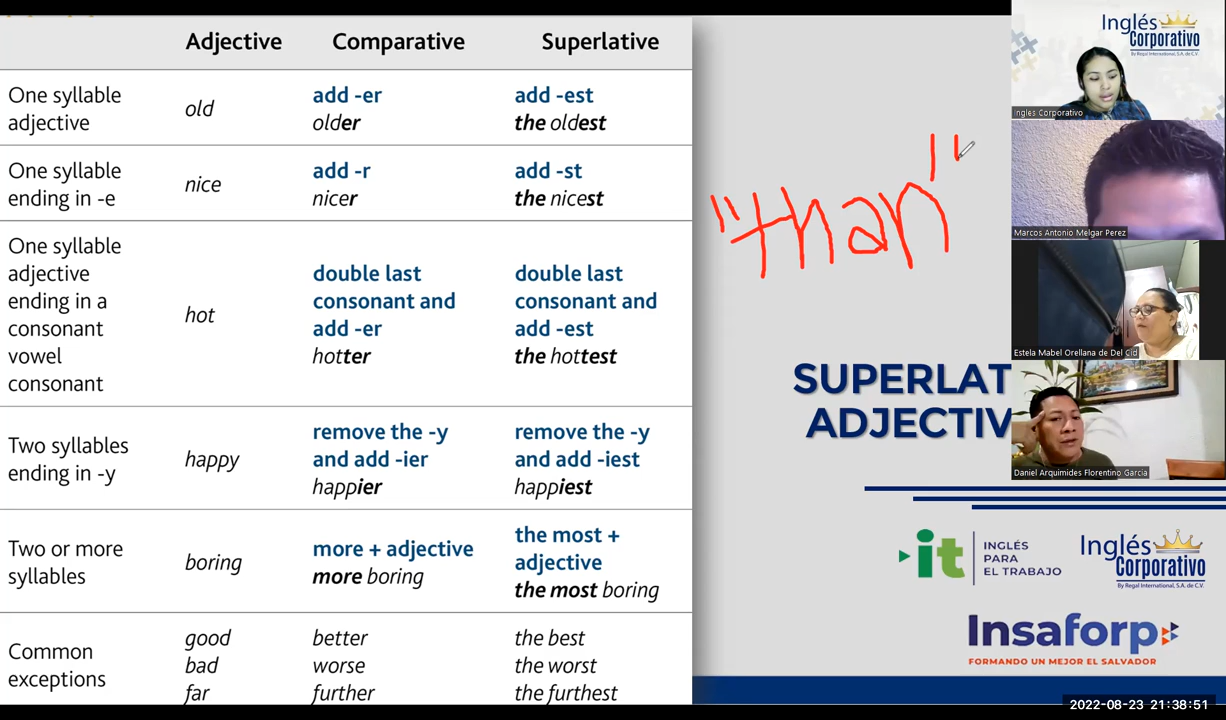 Adjective Comparative Superlative
One syllable adjective old add -er older add -est the oldest
One syllable ending in -e nice add -r nicer add -st the nicest
One syllable adjective ending in a consonant vowel consonant hot double last consonant and add -er hotter double last consonant and add -est the hottest
Two syllables ending in -y happy remove the -y and add -ier happier remove the -y and add -iest happiest
Two or more syllables boring more + adjective more boring the most + adjective the most boring
Common exceptions good better the best
bad worse the worst
far further the furthest
"than"
SUPERLAT
ADJECTIV
it INGLÉS PARA EL TRABAJO
Inglés Corporativo
By Regal International, S.A. de C.V.
Insaforp
FORMANDO UN MEJOR EL SALVADOR
Inglés Corporativo
By Regal International, S.A. de C.V.
Ingles Corporativo
Marcos Antonio Melgar Perez
Estela Mabel Orellana de Del Cid
Daniel Arquimides Florentino Garcia
2022-08-23 21:38:51